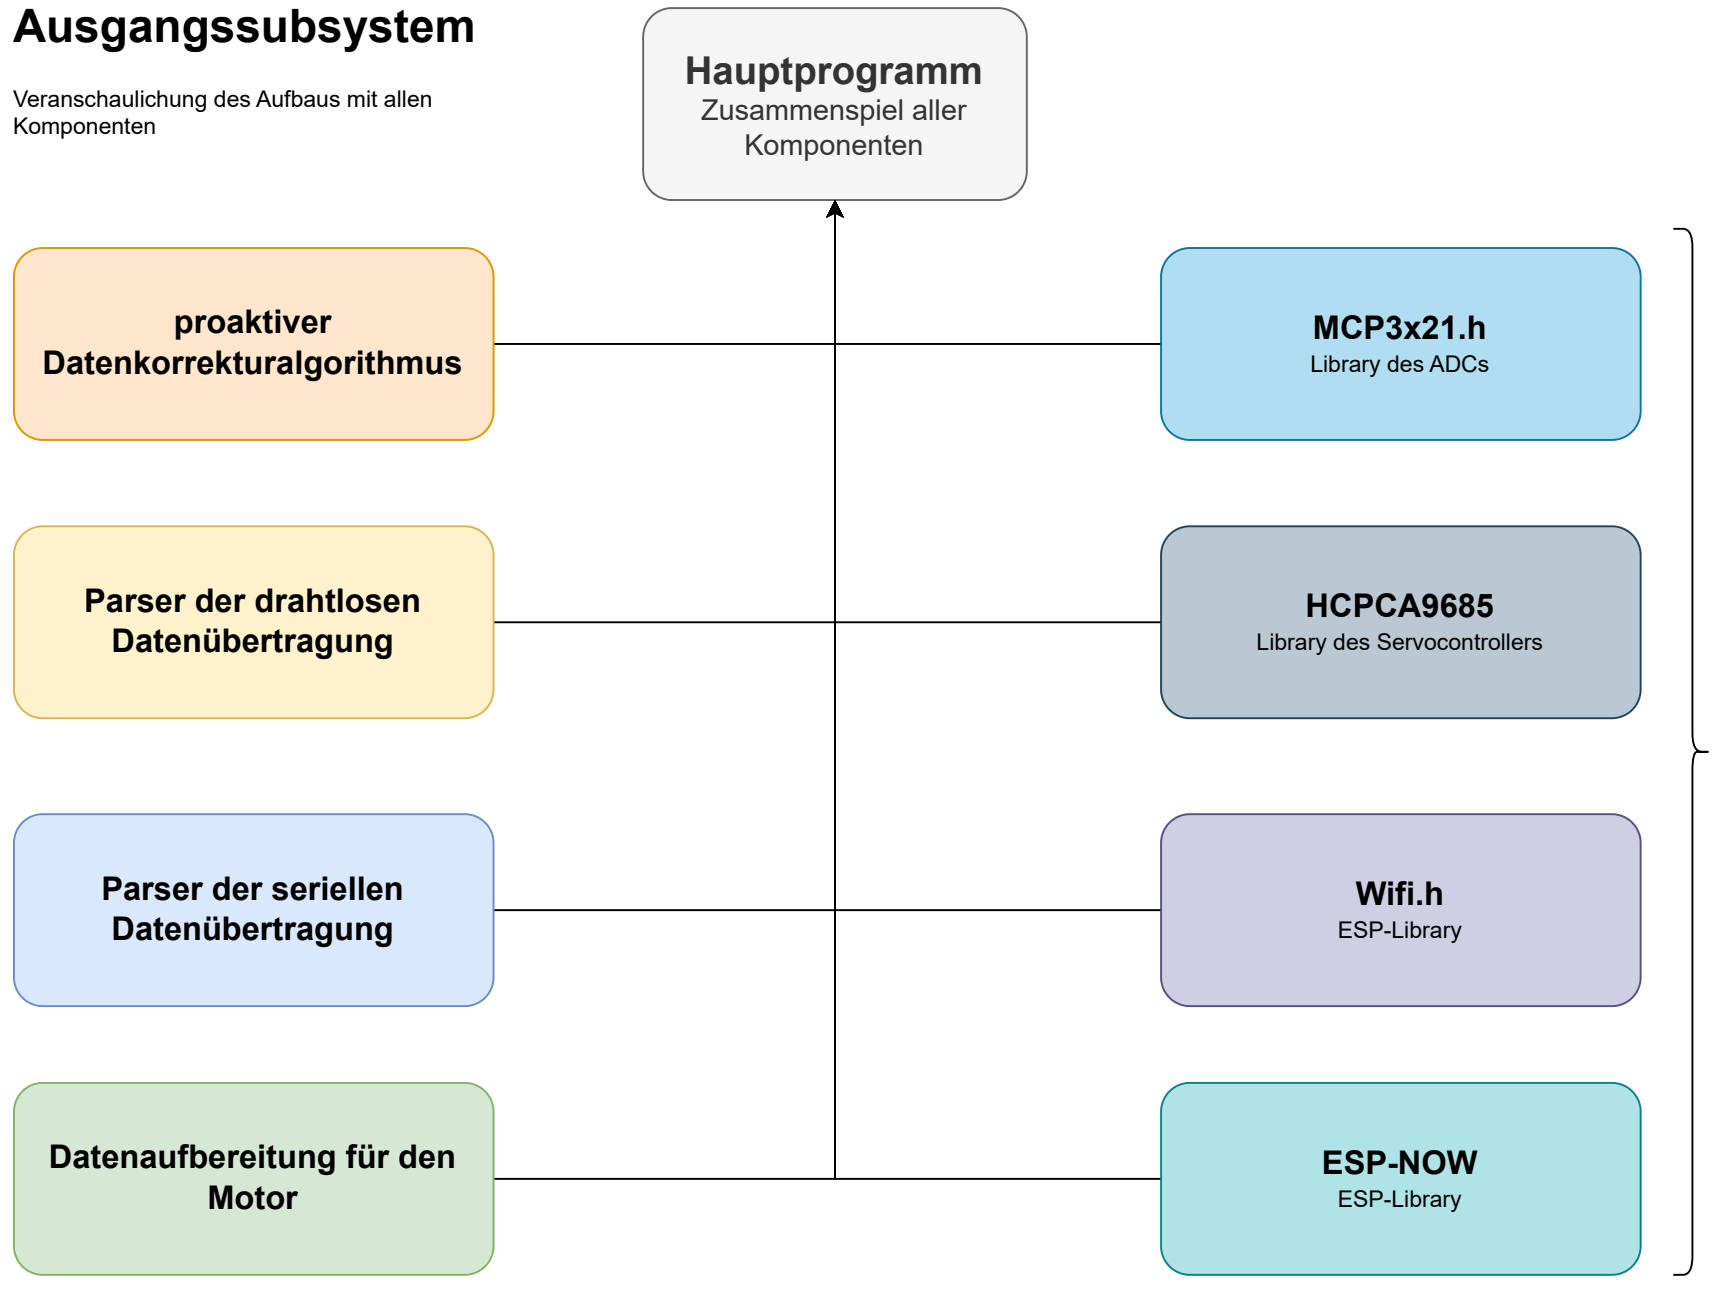 Ausgangssubsystem
Veranschaulichung des Aufbaus mit allen
Komponenten
Hauptprogramm
Zusammenspiel aller
Komponenten
proaktiver
Datenkorrekturalgorithmus
MCP3x21.h
Library des ADCs
Parser der drahtlosen
Datenübertragung
HCPCA9685
Library des Servocontrollers
Parser der seriellen
Datenübertragung
Wifi.h
ESP-Library
Datenaufbereitung für den
Motor
ESP-NOW
ESP-Library